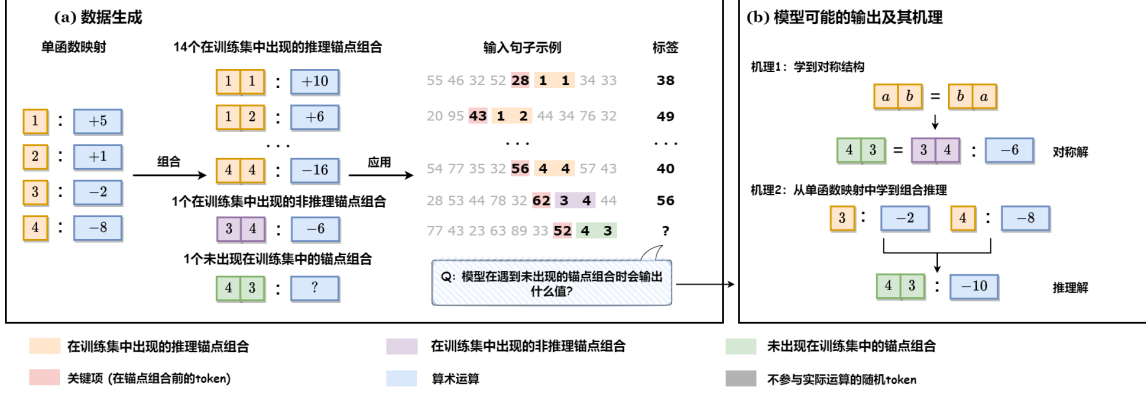 (a) 数据生成
单函数映射
14个在训练集中出现的推理锚点组合
输入句子示例
标签
1 : +5
2 : +1
3 : −2
4 : −8
组合
1 1 : +10
1 2 : +6
...
4 4 : −16
1个在训练集中出现的非推理锚点组合
3 4 : −6
1个未出现在训练集中的锚点组合
4 3 : ?
应用
55 46 32 52 28 1 1 34 33 38
20 95 43 1 2 44 34 76 32 49
... ...
54 77 35 32 56 4 4 57 43 40
28 53 44 78 32 62 3 4 44 56
77 43 23 63 89 33 52 4 3 ?
Q: 模型在遇到未出现的锚点组合时会输出
什么值?
(b) 模型可能的输出及其机理
机理1: 学到对称结构
a b = b a
4 3 = 3 4 : −6 对称解
机理2: 从单函数映射中学到组合推理
3 : −2 4 : −8
4 3 : −10 推理解
在训练集中出现的推理锚点组合
在训练集中出现的非推理锚点组合
未出现在训练集中的锚点组合
关键项 (在锚点组合前的token)
算术运算
不参与实际运算的随机token